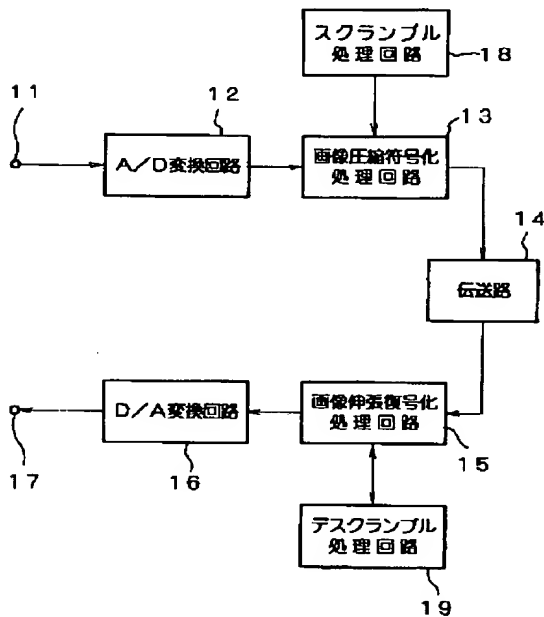 スクランブル
処理回路
18
11
12
13
A/D変換回路
画像圧縮符号化
処理回路
14
伝送路
D/A変換回路
画像伸張復号化
処理回路
17
16
15
デスクランブル
処理回路
19